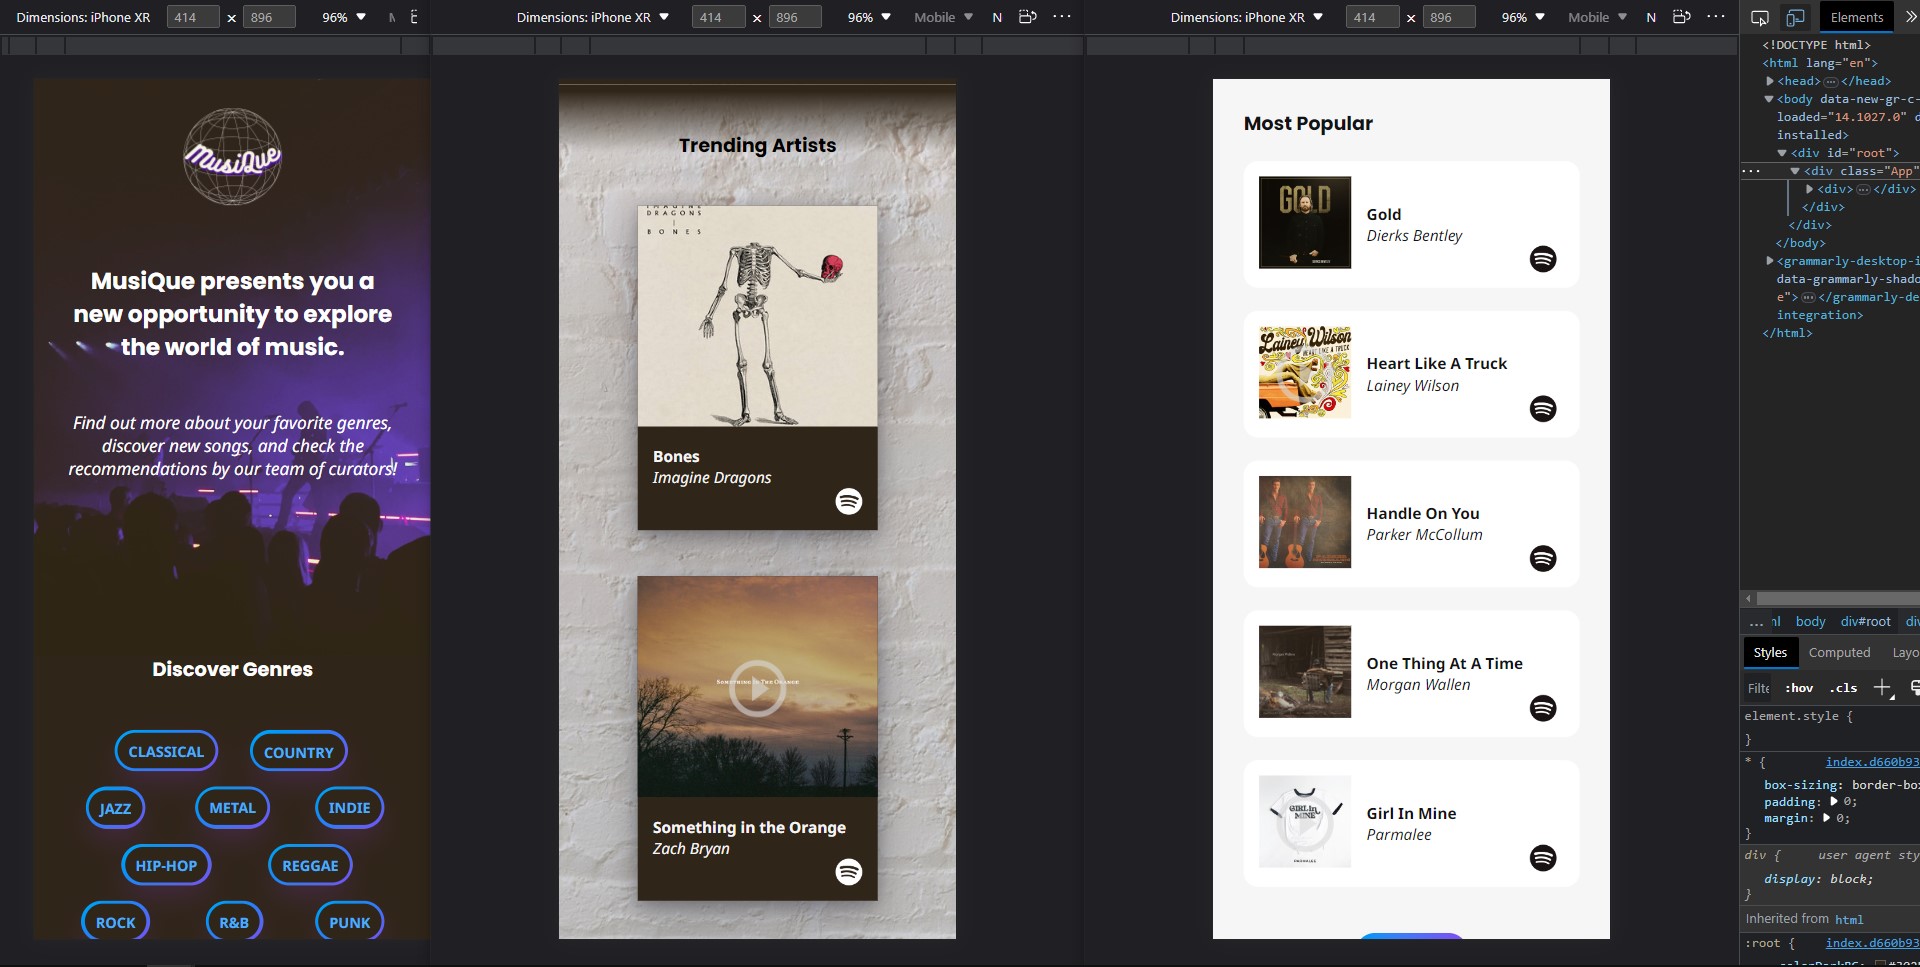 Dimensions: iPhone XR 414 × 896 96%
MusiQue
MusiQue presents you a
new opportunity to explore
the world of music.
Find out more about your favorite genres,
discover new songs, and check the
recommendations by our team of curators!
Discover Genres
CLASSICAL COUNTRY
JAZZ METAL INDIE
HIP-HOP REGGAE
ROCK R&B PUNK
Dimensions: iPhone XR 414 × 896 96% Mobile N ...
Trending Artists
IMAGINE
DRAGONS
BONES
Bones
Imagine Dragons
SOMETHING IN THE ORANGE
Something in the Orange
Zach Bryan
Dimensions: iPhone XR 414 × 896 96% Mobile N ...
Most Popular
GOLD
Gold
Dierks Bentley
Lainey Wilson
HEART LIKE A TRUCK
Heart Like A Truck
Lainey Wilson
Handle On You
Parker McCollum
One Thing At A Time
Morgan Wallen
GIRL in
MINE
PARMALEE
Girl In Mine
Parmalee
Elements
<!DOCTYPE html>
<html lang="en">
<head> ... </head>
<body data-new-gr-c-
loaded="14.1027.0" d
installed>
<div id="root">
... <div class="App"
<div> ... </div>
</div>
</div>
</body>
<grammarly-desktop-i
data-grammarly-shado
e"> ... </grammarly-de
integration>
</html>
... body div#root
Styles Computed Layo
Filte :hov .cls
element.style {
}
* { index.d660b93
box-sizing: border-bo
padding: 0;
margin: 0;
}
div { user agent sty
display: block;
}
Inherited from html
:root { index.d660b93